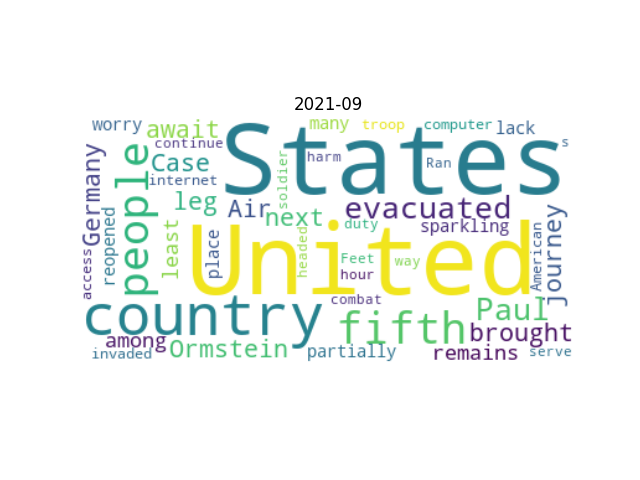 2021-09
worry
await
many
troop
computer
lack
s
continue
Case
States
internet
harm
Ran
soldier
Germany
people
leg
Air
next
evacuated
sparkling
journey
American
reopened
least
place
United
duty
headed
Feet
way
hour
access
combat
country
fifth
Paul
brought
among
Ormstein
invaded
partially
remains
serve